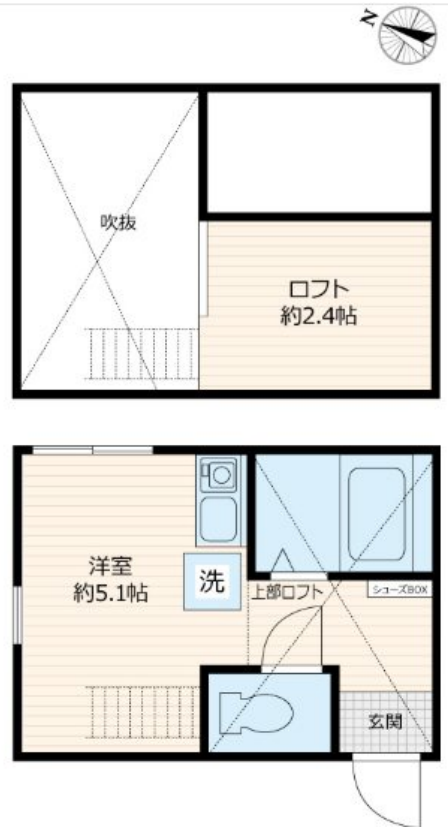 N
吹抜
ロフト
約2.4帖
洋室
約5.1帖
洗
上部ロフト
シューズBOX
玄関